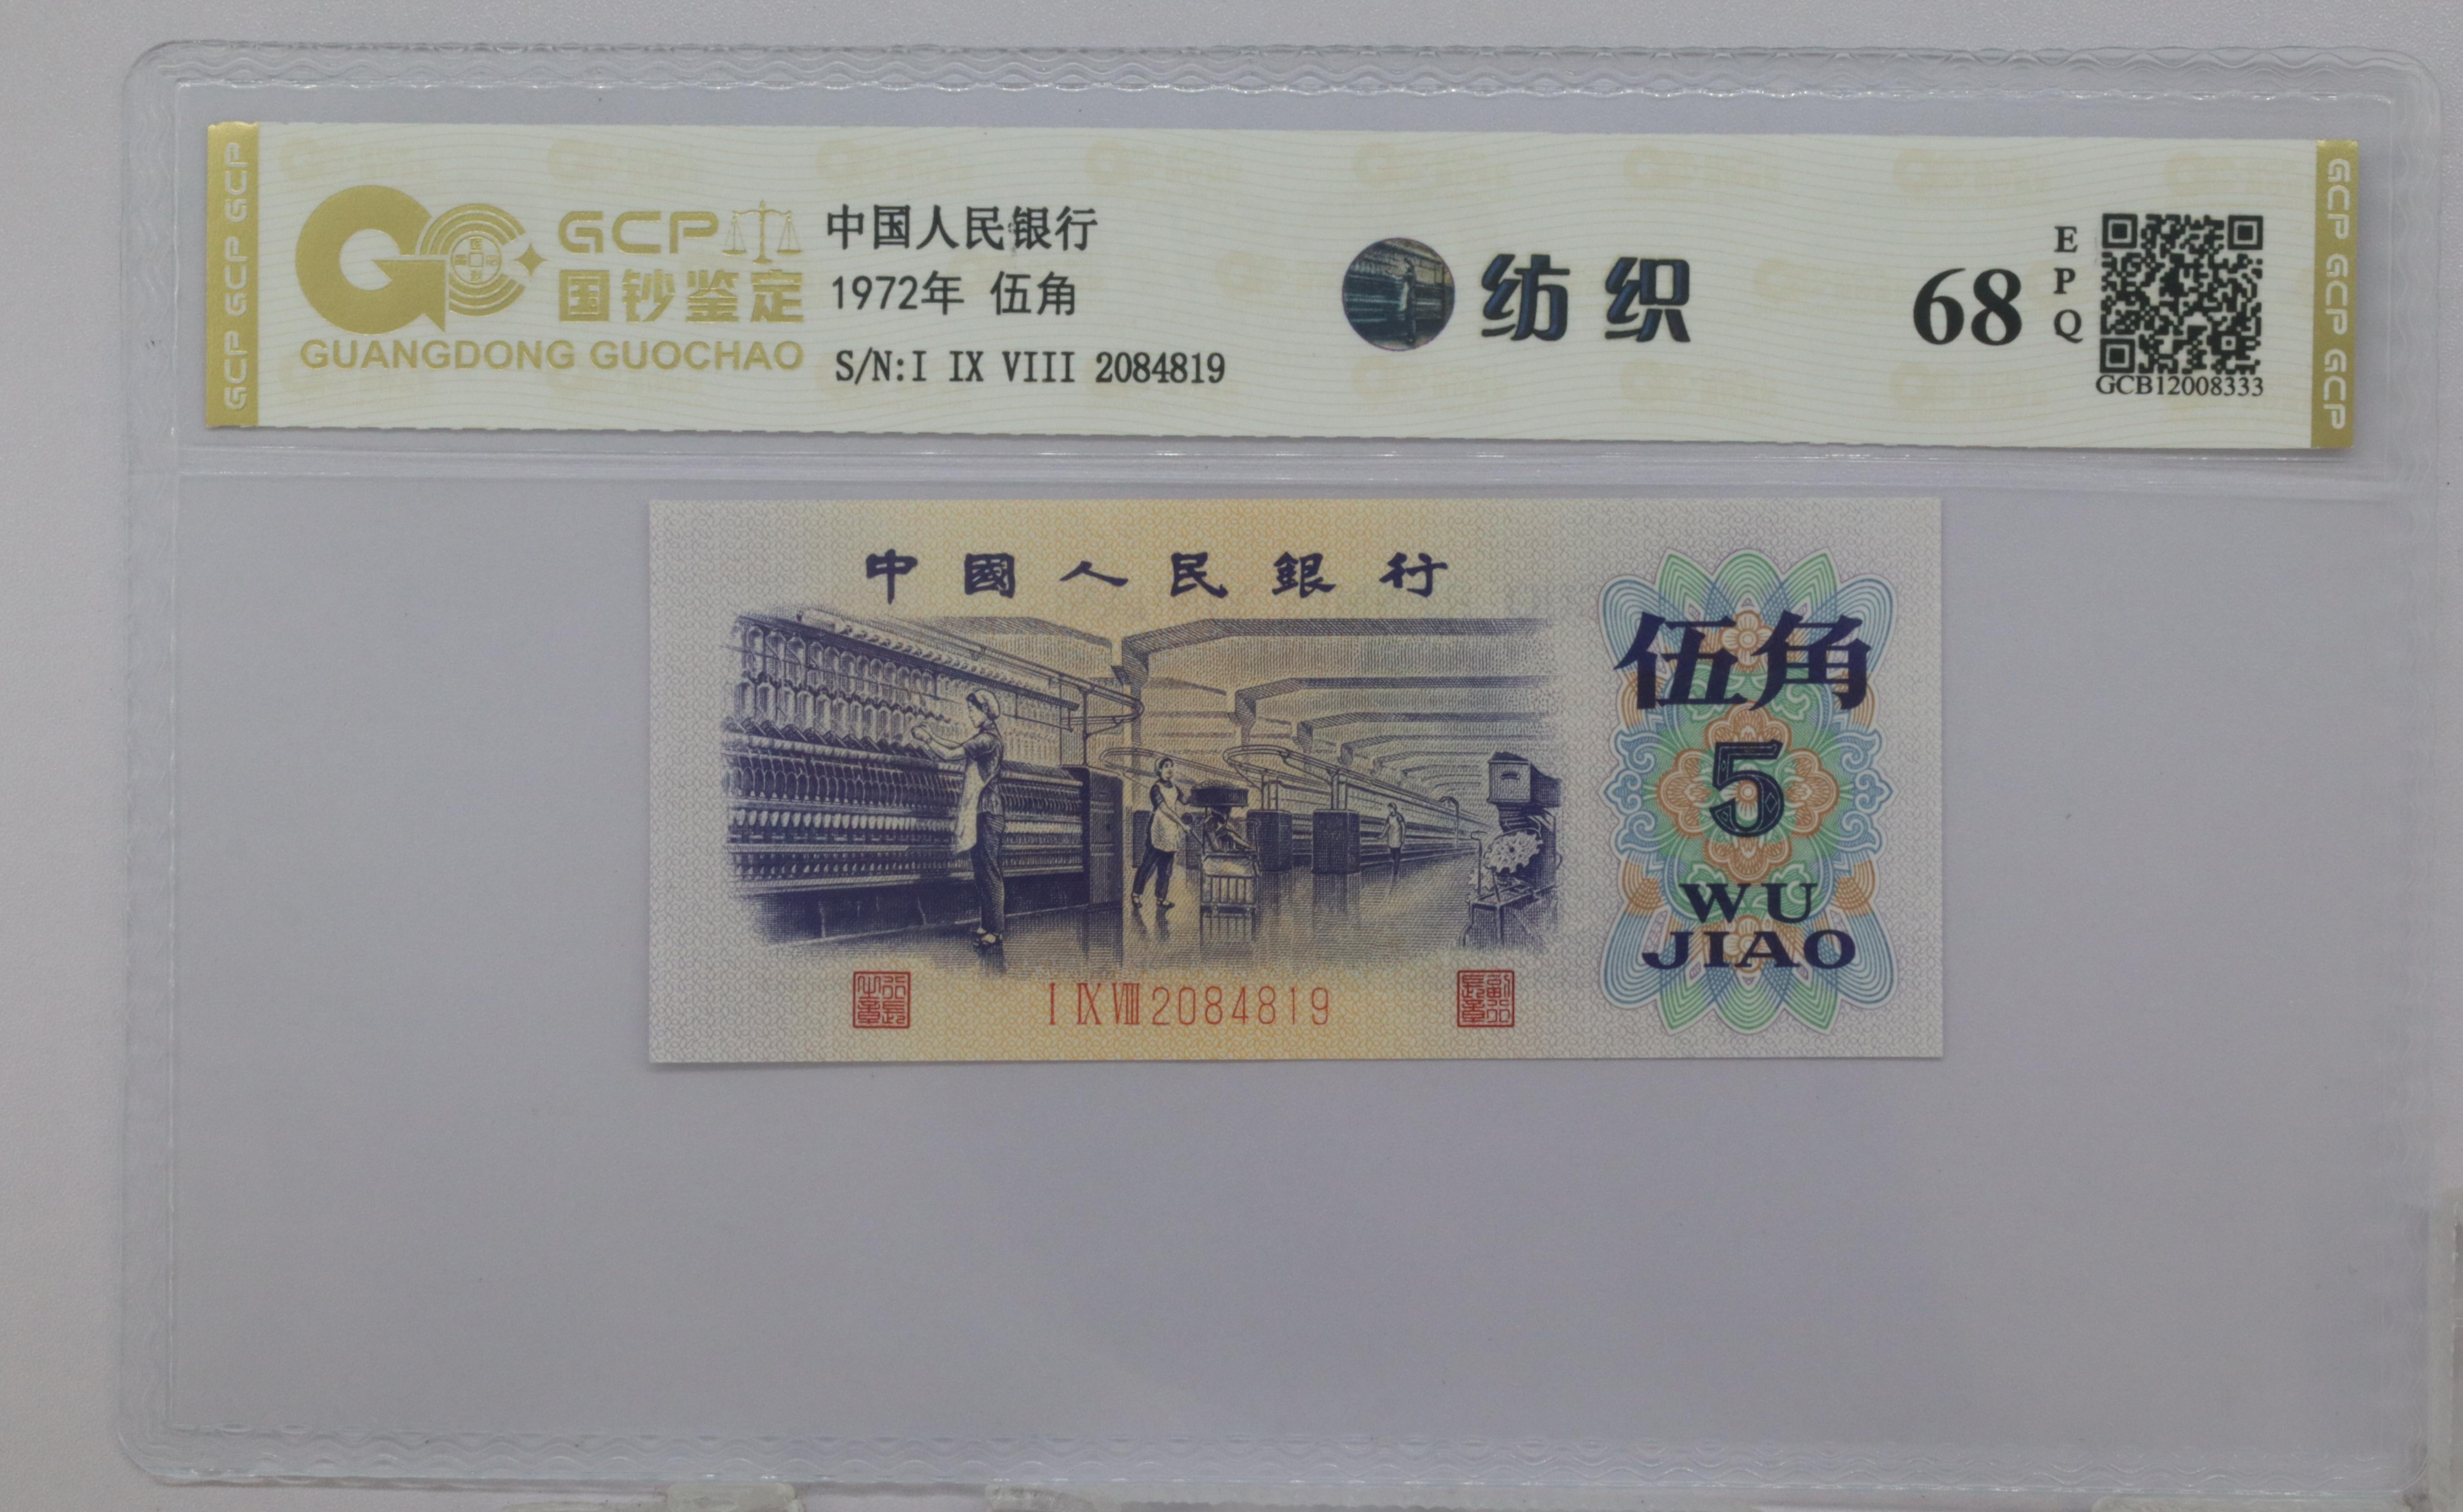 GCP GCP GCP
GCP
国钞鉴定
GUANGDONG GUOCHAO
中国人民银行
1972年 伍角
S/N:I IX VIII 2084819
纺织
68
E
P
Q
GCB12008333
GCP GCP GCP
中國人民銀行
伍角
5
WU
JIAO
I IX VIII 2084819